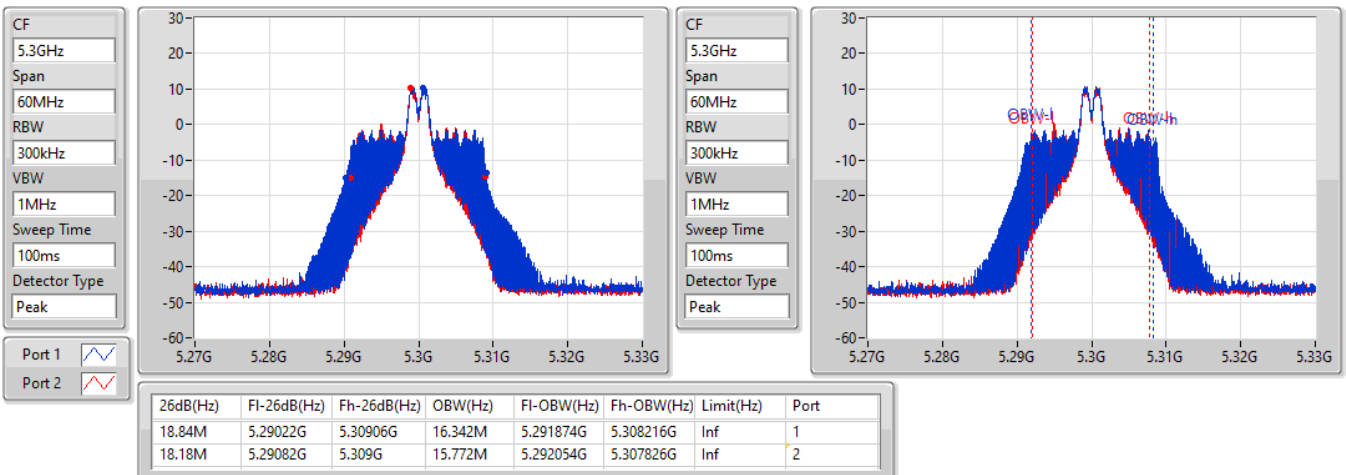 CF
5.3GHz
Span
60MHz
RBW
300kHz
VBW
1MHz
Sweep Time
100ms
Detector Type
Peak
Port 1
Port 2
30
20
10
0
-10
-20
-30
-40
-50
-60
5.27G 5.28G 5.29G 5.3G 5.31G 5.32G 5.33G
CF
5.3GHz
Span
60MHz
RBW
300kHz
VBW
1MHz
Sweep Time
100ms
Detector Type
Peak
30
20
10
0
-10
-20
-30
-40
-50
-60
OBW-l OBW-h
5.27G 5.28G 5.29G 5.3G 5.31G 5.32G 5.33G
26dB(Hz) Fl-26dB(Hz) Fh-26dB(Hz) OBW(Hz) Fl-OBW(Hz) Fh-OBW(Hz) Limit(Hz) Port
18.84M 5.29022G 5.30906G 16.342M 5.291874G 5.308216G Inf 1
18.18M 5.29082G 5.309G 15.772M 5.292054G 5.307826G Inf 2